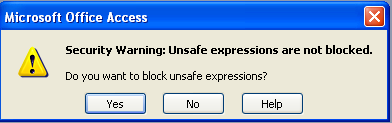 Microsoft Office Access
Security Warning: Unsafe expressions are not blocked.
Do you want to block unsafe expressions?
Yes No Help